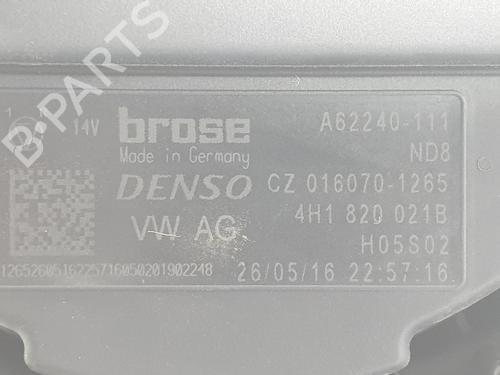 14V
brose
Made in Germany
A62240-111
ND8
DENSO
CZ 016070-1265
VW AG
4H1 820 021B
H05S02
1265260516225716050201902248
26/05/16 22:57:16
B-PARTS